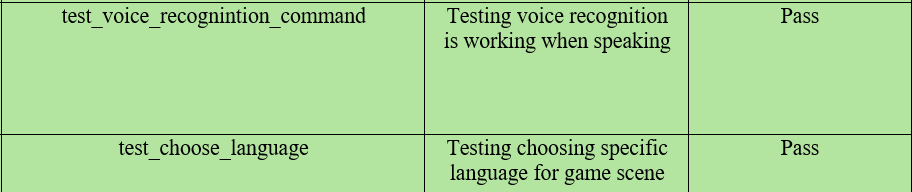 test_voice_recognintion_command
Testing voice recognition
is working when speaking
Pass
test_choose_language
Testing choosing specific
language for game scene
Pass